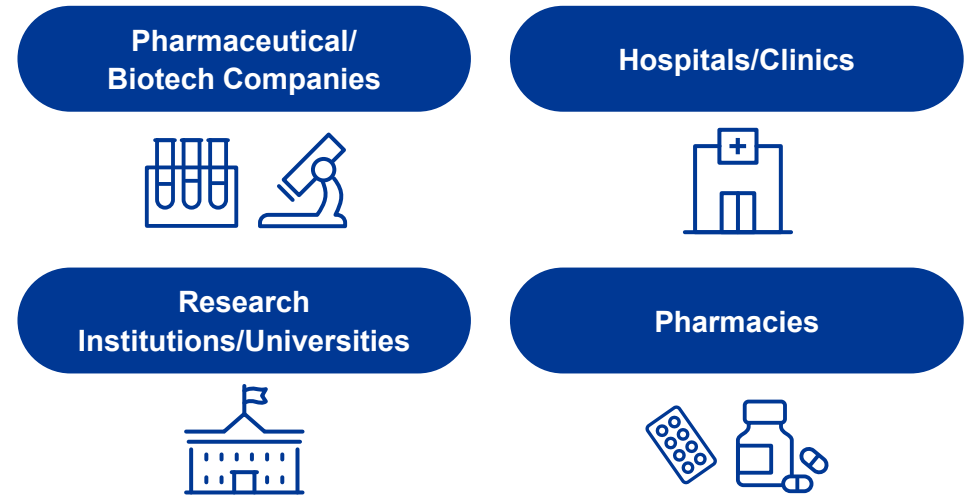 Pharmaceutical/
Biotech Companies
Hospitals/Clinics
Research
Institutions/Universities
Pharmacies